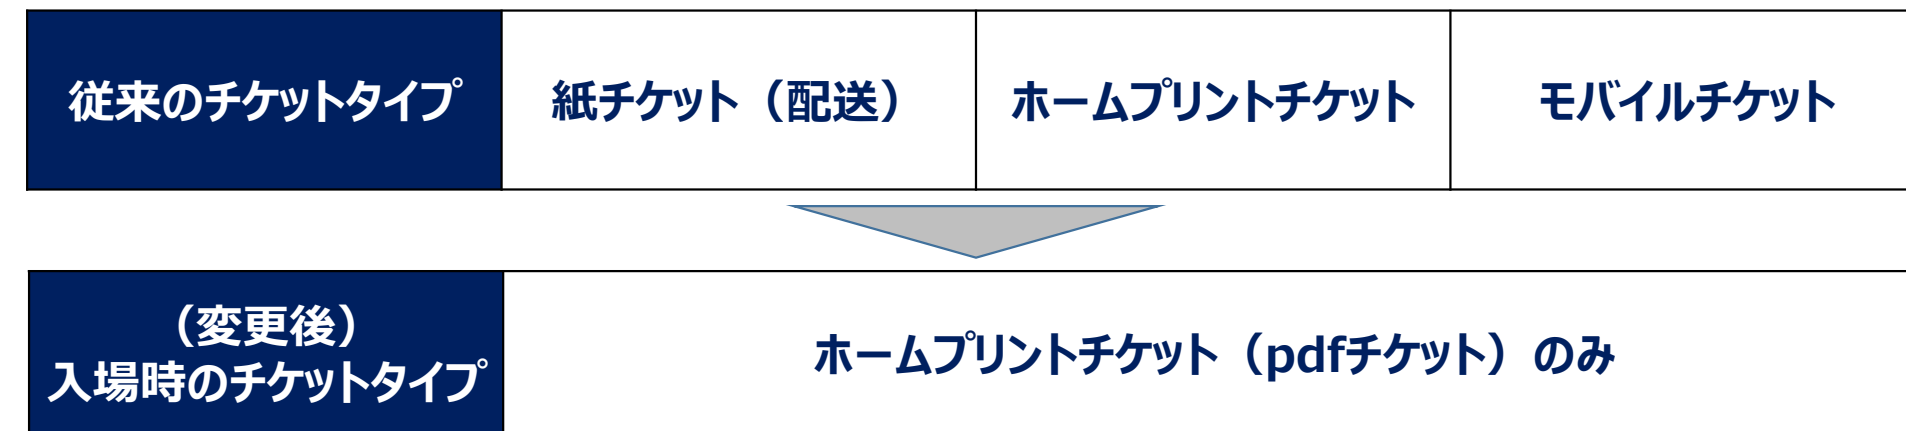 従来のチケットタイプ
紙チケット（配送）
ホームプリントチケット
モバイルチケット
（変更後）
入場時のチケットタイプ
ホームプリントチケット（pdfチケット）のみ